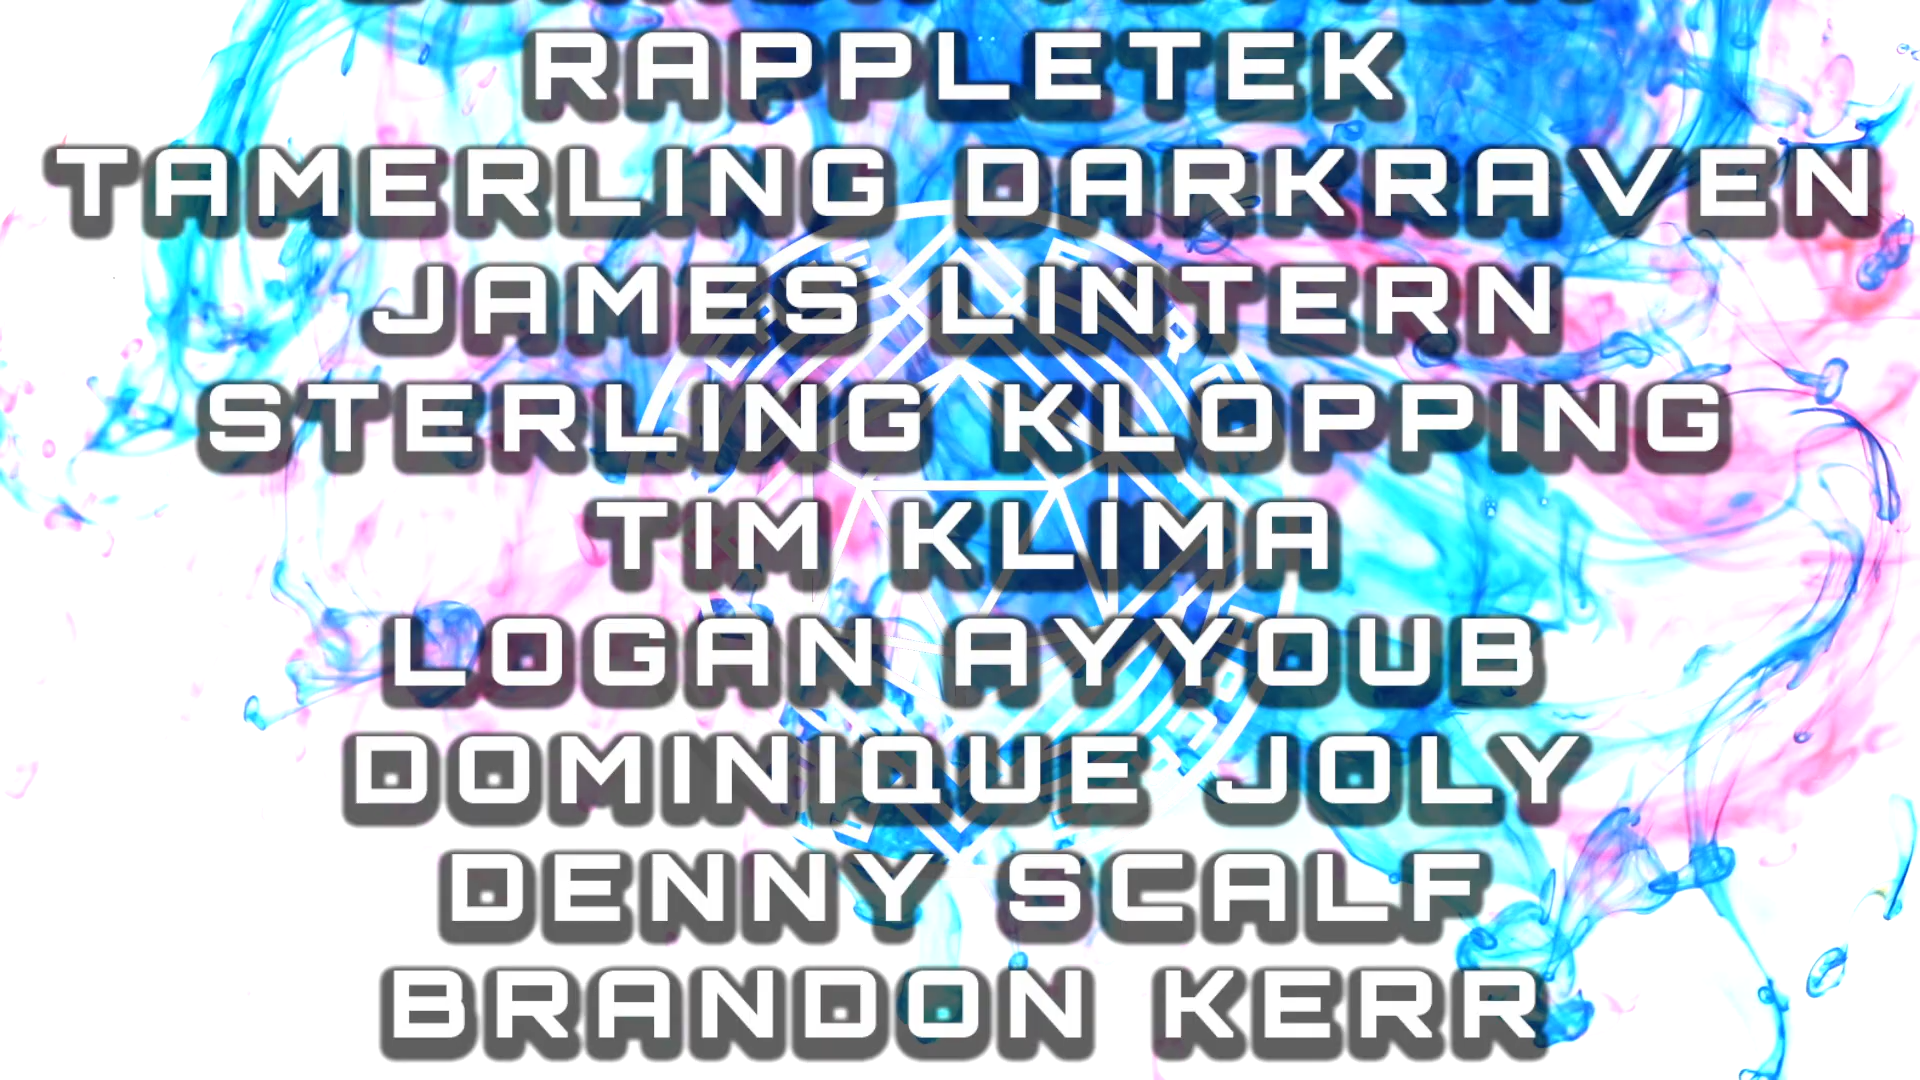 RAPPLETEK
TAMERLING DARKRAVEN
JAMES LINTERN
STERLING KLOPPING
TIM KLIMA
LOGAN AYYOUB
DOMINIQUE JOLY
DENNY SCALF
BRANDON KERR